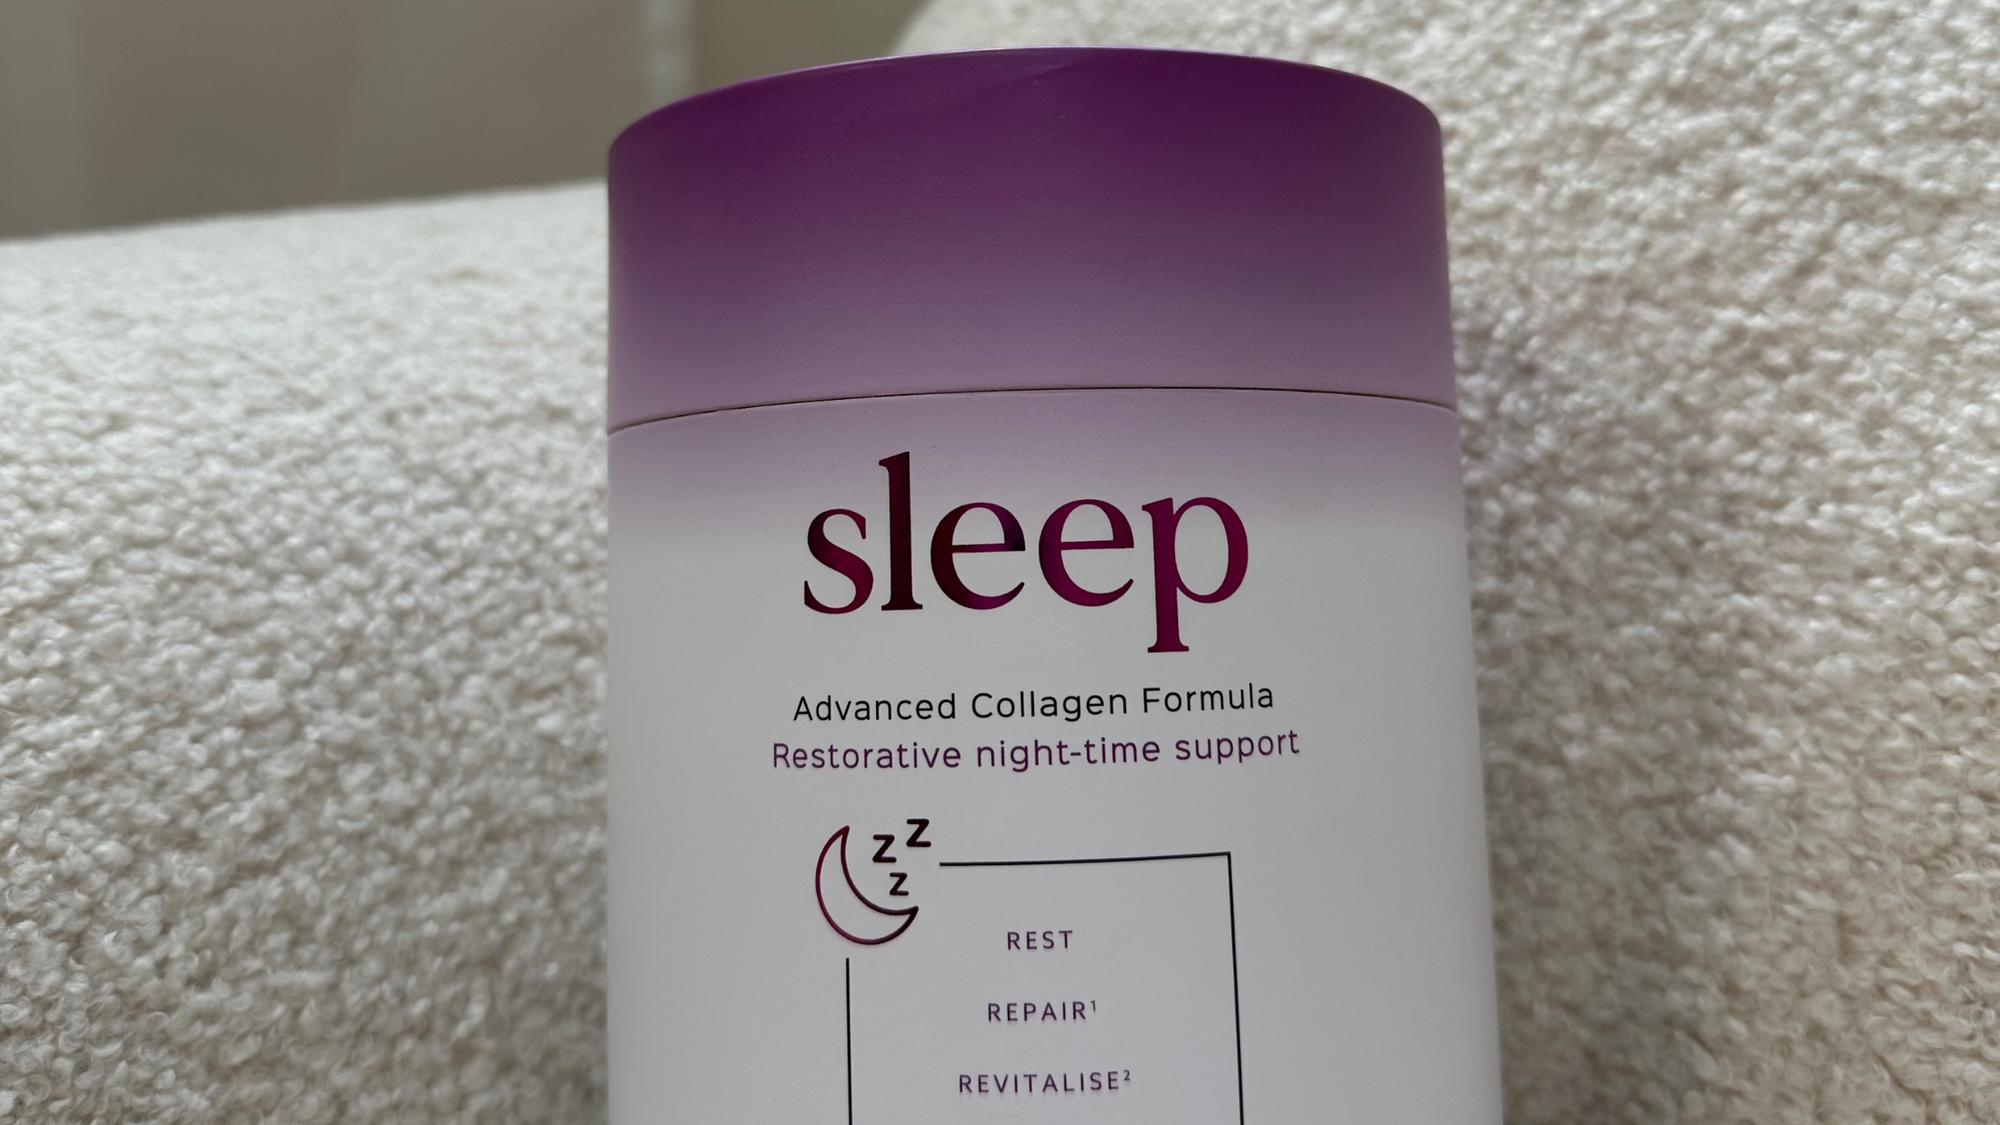 sleep
Advanced Collagen Formula
Restorative night-time support
z z
z
REST
REPAIR¹
REVITALISE²